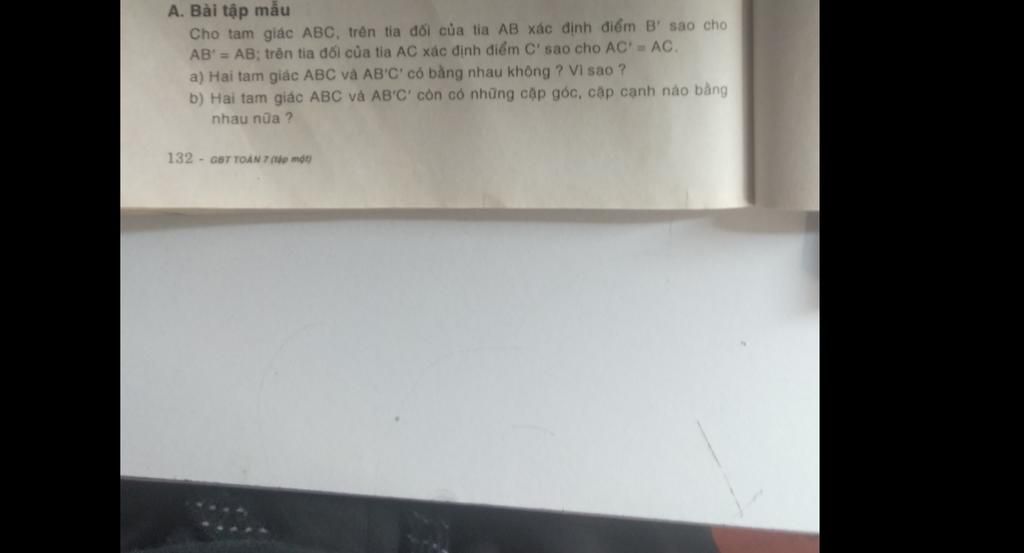 A. Bài tập mẫu
Cho tam giác ABC, trên tia đối của tia AB xác định điểm B' sao cho
AB' = AB; trên tia đối của tia AC xác định điểm C' sao cho AC' = AC.
a) Hai tam giác ABC và AB'C' có bằng nhau không ? Vì sao ?
b) Hai tam giác ABC và AB'C' còn có những cặp góc, cặp cạnh nào bằng
nhau nữa ?
132 - GBT TOÁN 7 (tập một)